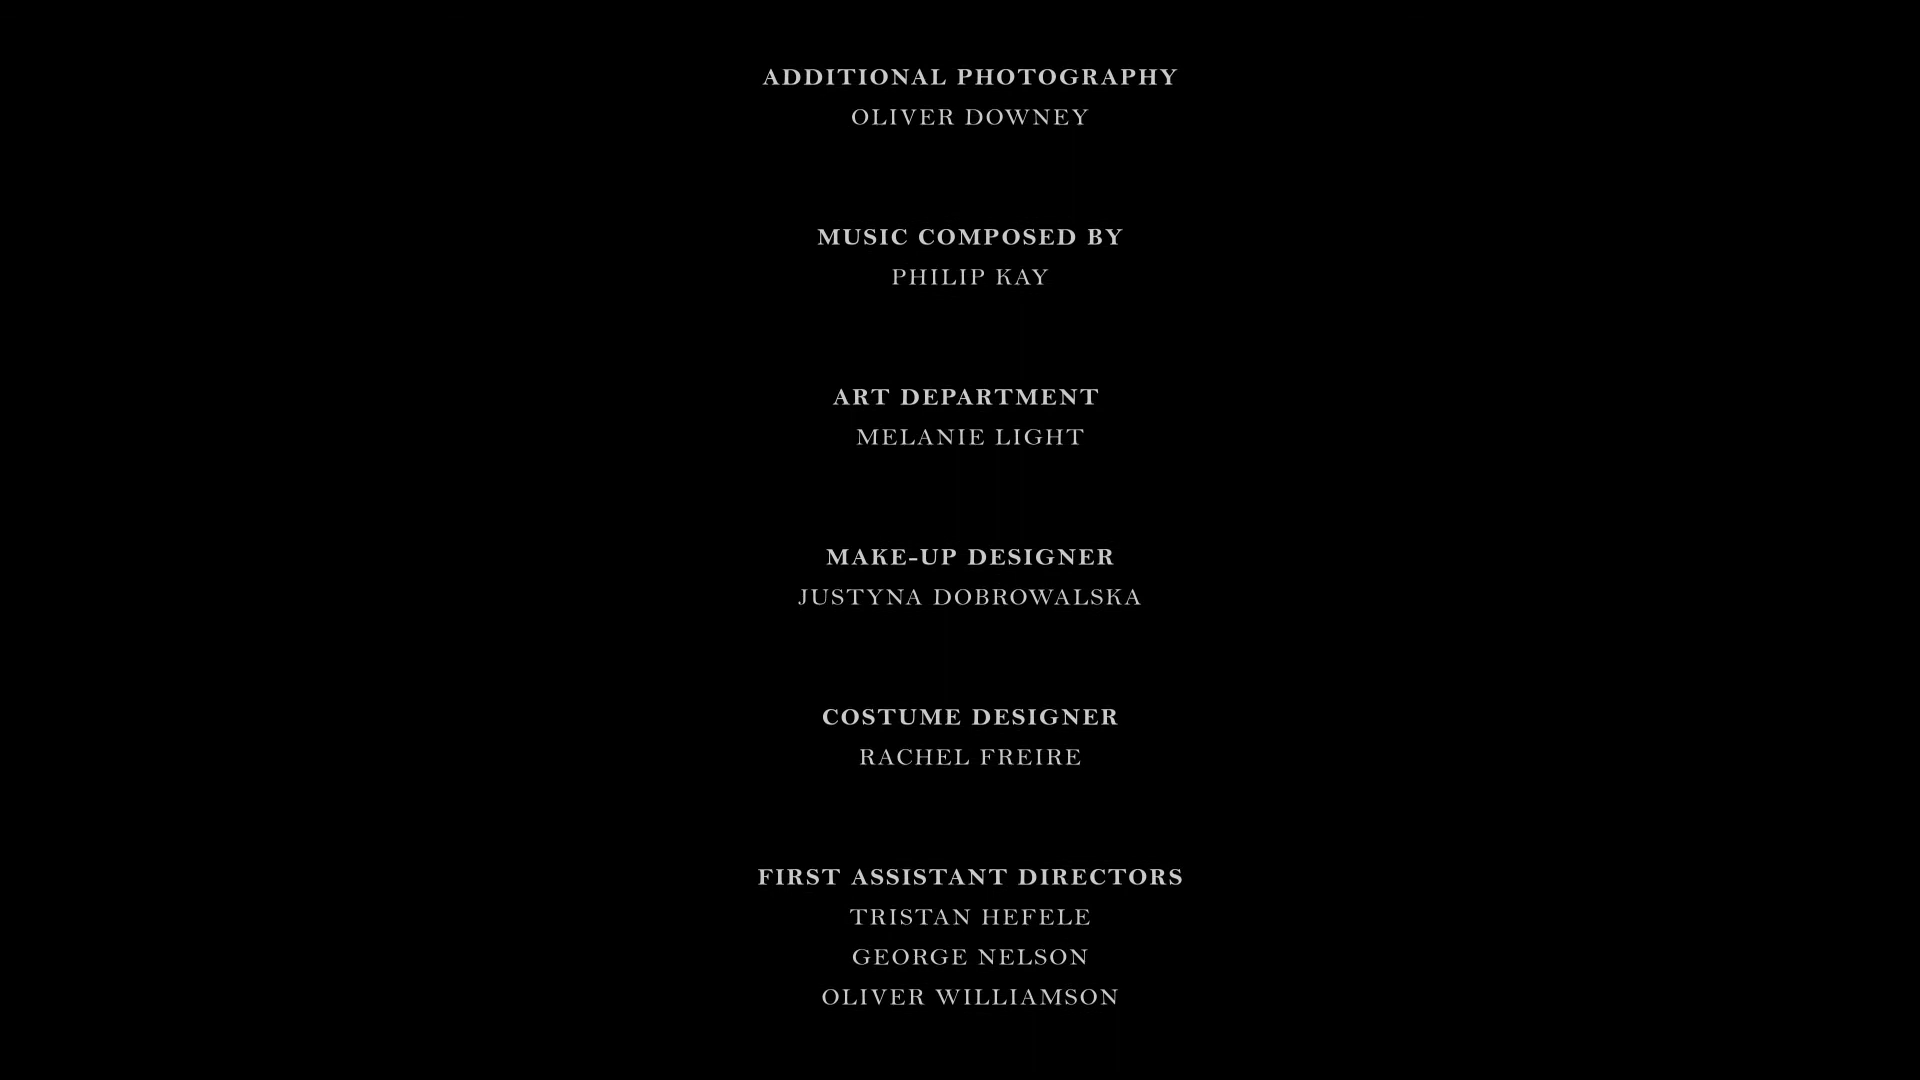 ADDITIONAL PHOTOGRAPHY
OLIVER DOWNEY
MUSIC COMPOSED BY
PHILIP KAY
ART DEPARTMENT
MELANIE LIGHT
MAKE-UP DESIGNER
JUSTYNA DOBROWALSKA
COSTUME DESIGNER
RACHEL FREIRE
FIRST ASSISTANT DIRECTORS
TRISTAN HEFELE
GEORGE NELSON
OLIVER WILLIAMSON